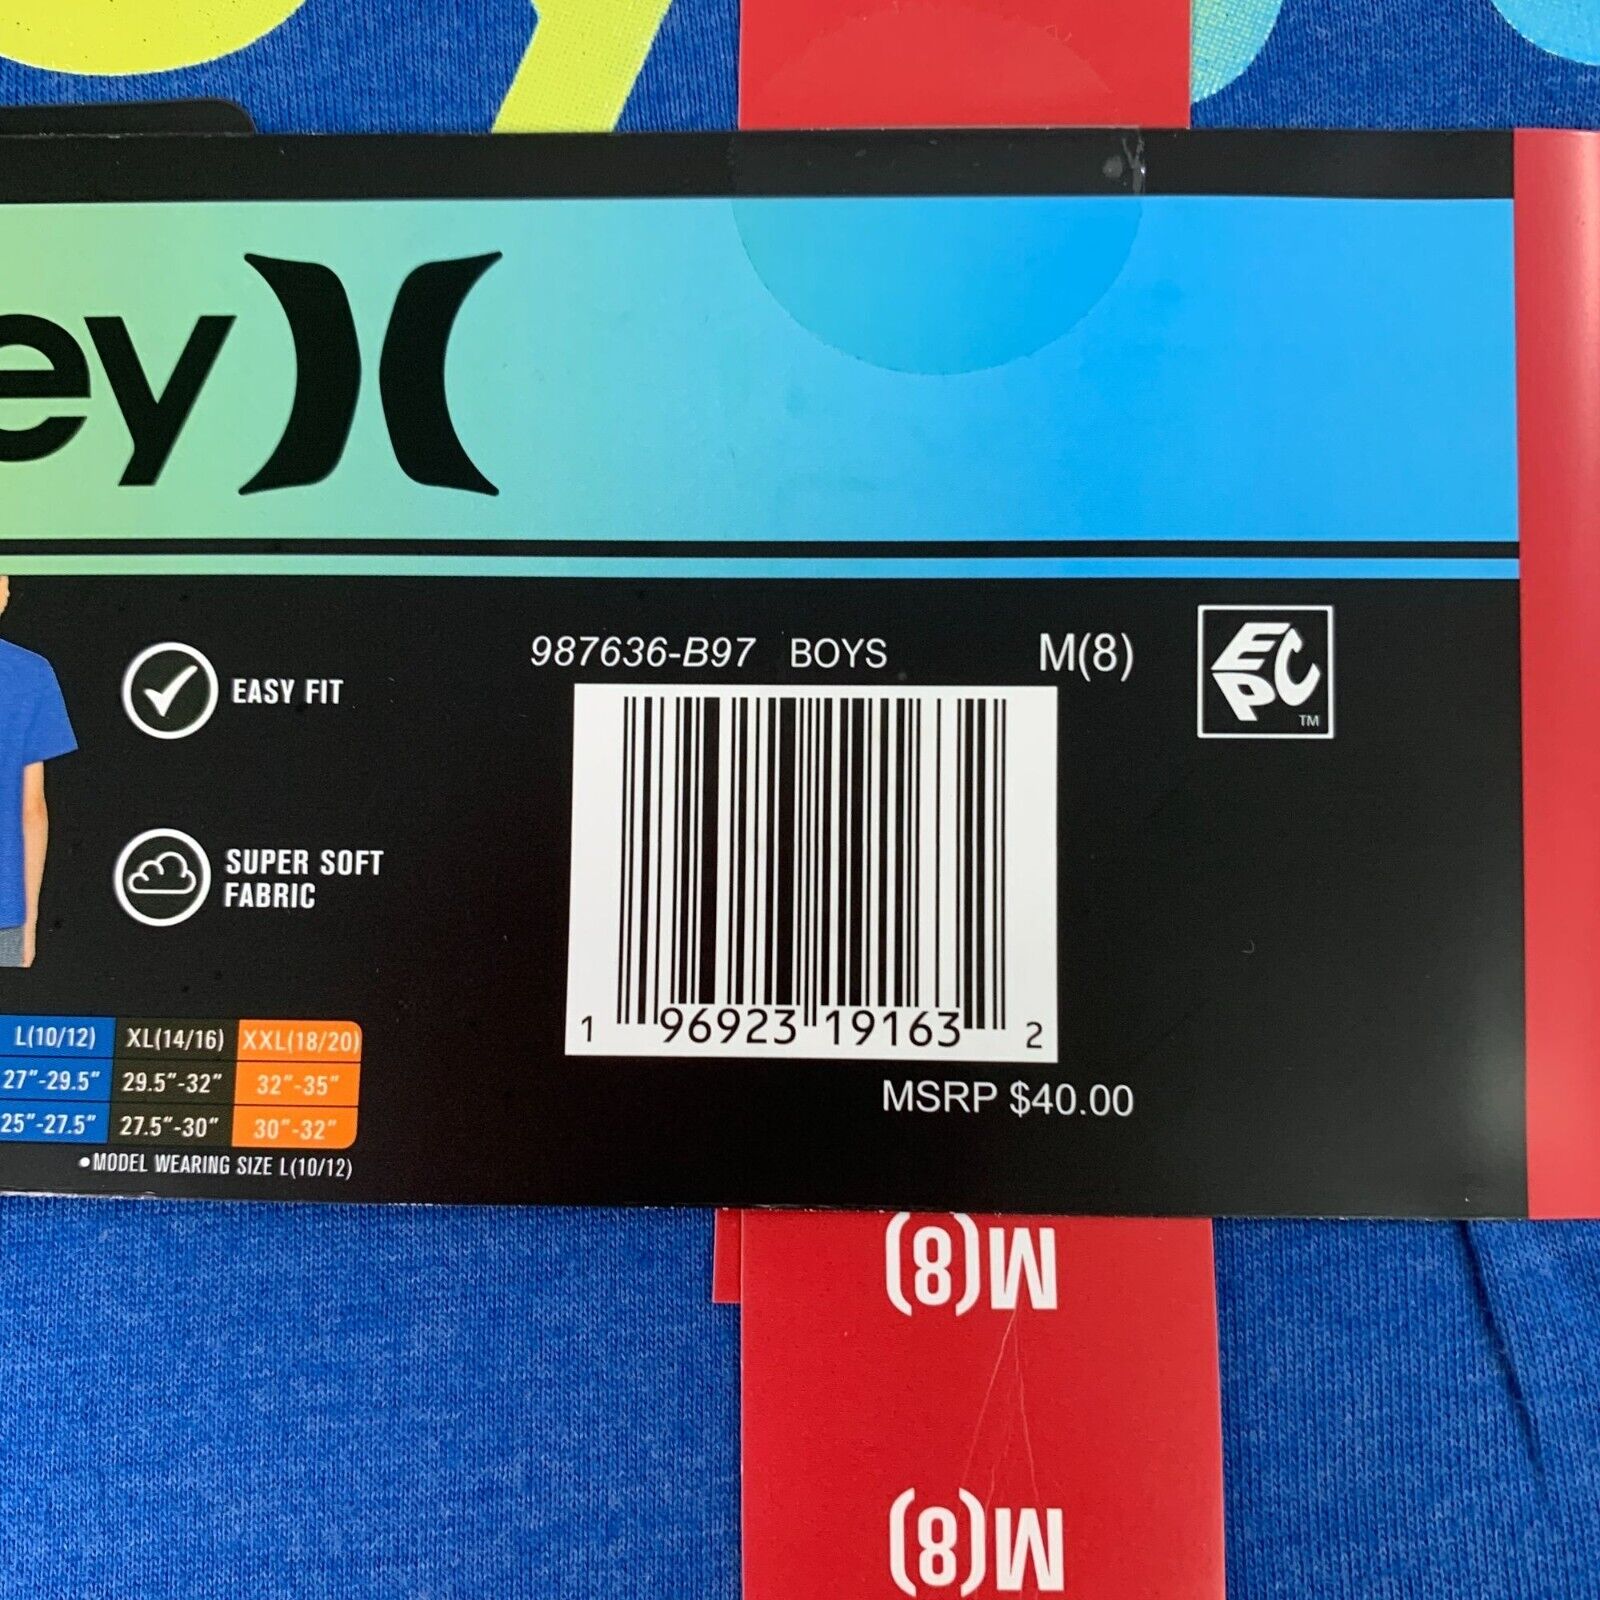 ey
EASY FIT
SUPER SOFT
FABRIC
987636-B97 BOYS M(8)
EPC
TM
1 96923 19163 2
MSRP $40.00
L(10/12) XL(14/16) XXL(18/20)
27"-29.5" 29.5"-32" 32"-35"
25"-27.5" 27.5"-30" 30"-32"
•MODEL WEARING SIZE L(10/12)
M(8)
M(8)